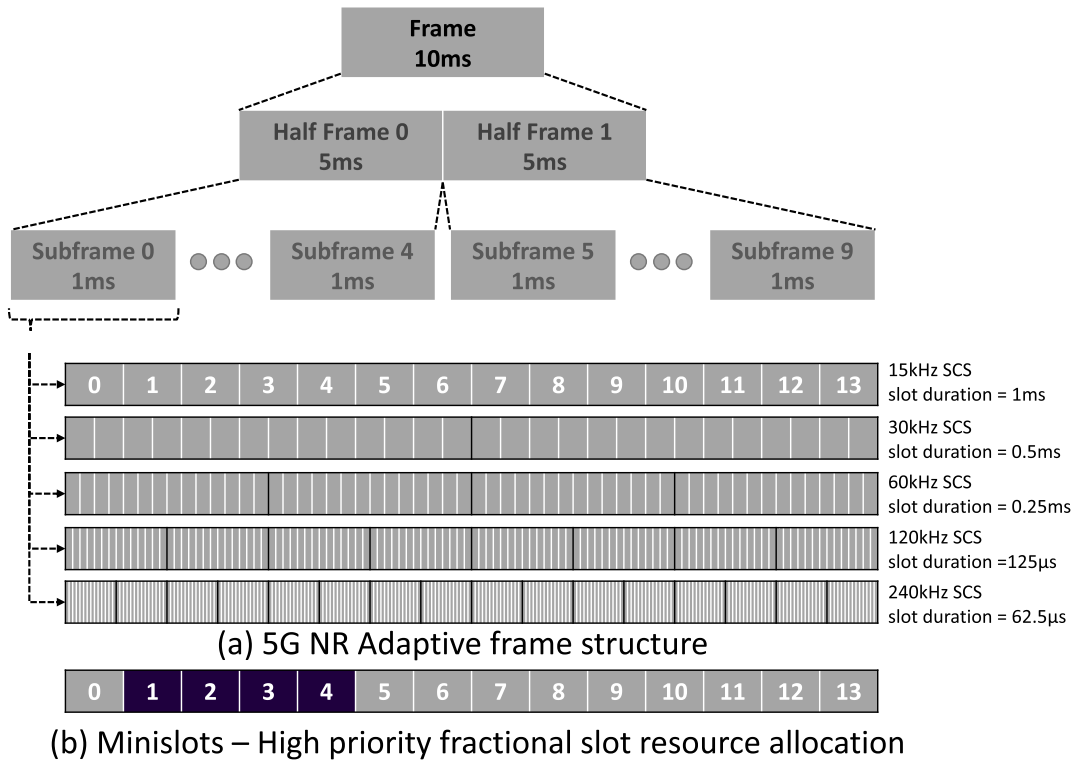 Frame
10ms
Half Frame 0
5ms
Half Frame 1
5ms
Subframe 0
1ms
Subframe 4
1ms
Subframe 5
1ms
Subframe 9
1ms
0 1 2 3 4 5 6 7 8 9 10 11 12 13
15kHz SCS
slot duration = 1ms
30kHz SCS
slot duration = 0.5ms
60kHz SCS
slot duration = 0.25ms
120kHz SCS
slot duration =125µs
240kHz SCS
slot duration = 62.5µs
(a) 5G NR Adaptive frame structure
0 1 2 3 4 5 6 7 8 9 10 11 12 13
(b) Minislots – High priority fractional slot resource allocation